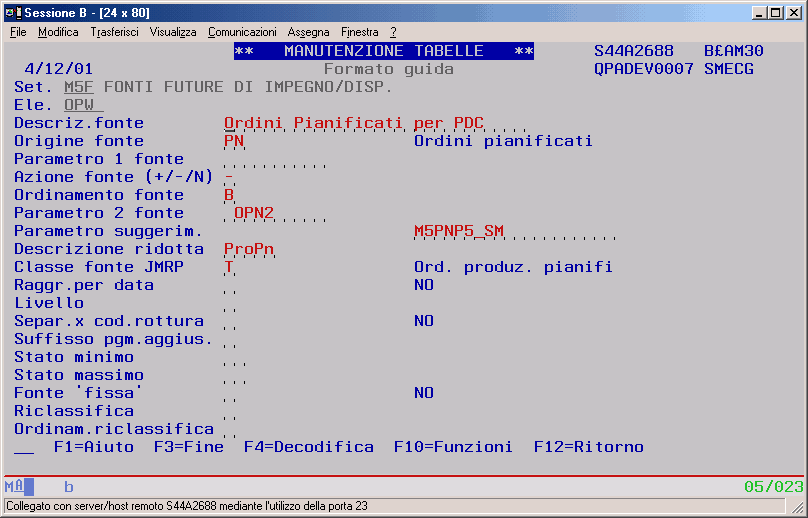 Sessione B - [24 x 80]
File Modifica Trasferisci Visualizza Comunicazioni Assegna Finestra ?
** MANUTENZIONE TABELLE ** S44A2688 B£AM30
4/12/01 Formato guida QPADEV0007 SMECG
Set. M5F FONTI FUTURE DI IMPEGNO/DISP.
Ele. OPW
Descriz.fonte Ordini Pianificati per PDC
Origine fonte PN Ordini pianificati
Parametro 1 fonte
Azione fonte (+/-/N) -
Ordinamento fonte B
Parametro 2 fonte OPN2
Parametro suggerim. M5PNP5_SM
Descrizione ridotta ProPn
Classe fonte JMRP T Ord. produz. pianifi
Raggr.per data NO
Livello
Separ.x cod.rottura NO
Suffisso pgm.aggius.
Stato minimo
Stato massimo
Fonte 'fissa' NO
Riclassifica
Ordinam.riclassifica
F1=Aiuto F3=Fine F4=Decodifica F10=Funzioni F12=Ritorno
MA b 05/023
Collegato con server/host remoto S44A2688 mediante l'utilizzo della porta 23